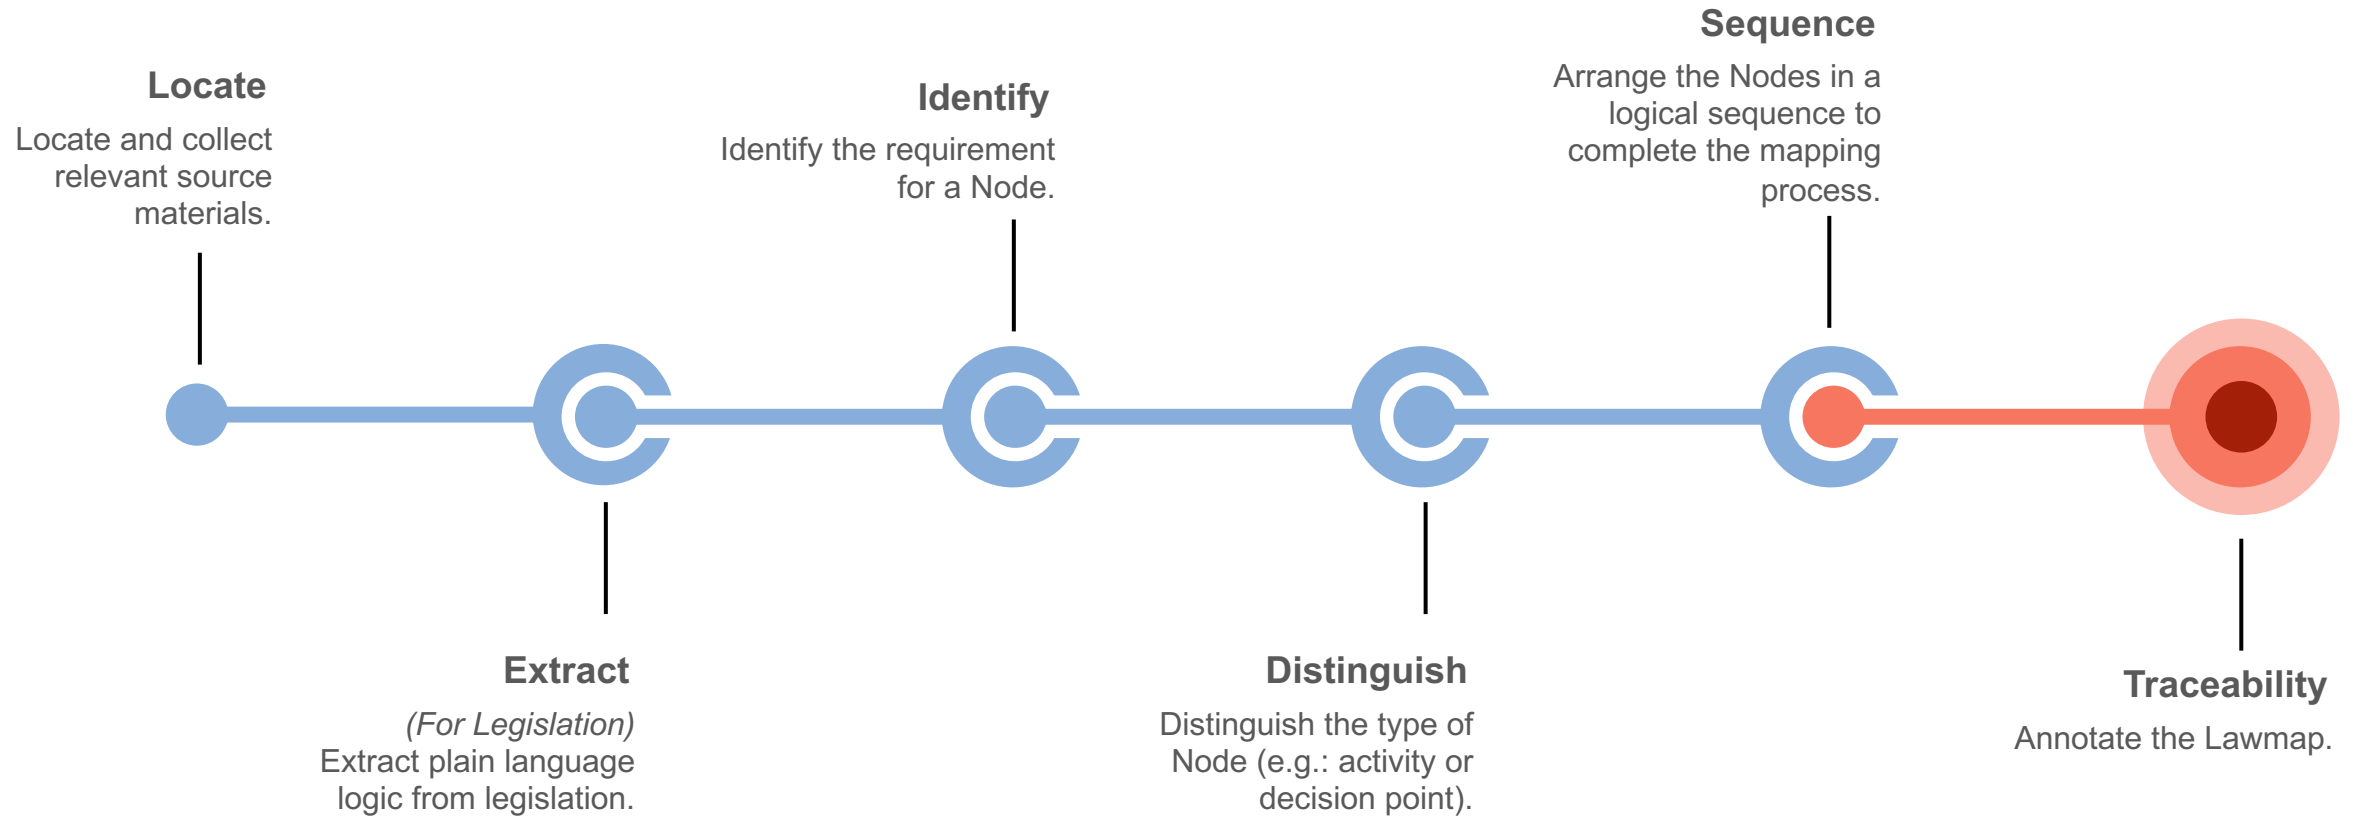 Locate
Locate and collect
relevant source
materials.
Extract
(For Legislation)
Extract plain language
logic from legislation.
Identify
Identify the requirement
for a Node.
Distinguish
Distinguish the type of
Node (e.g.: activity or
decision point).
Sequence
Arrange the Nodes in a
logical sequence to
complete the mapping
process.
Traceability
Annotate the Lawmap.